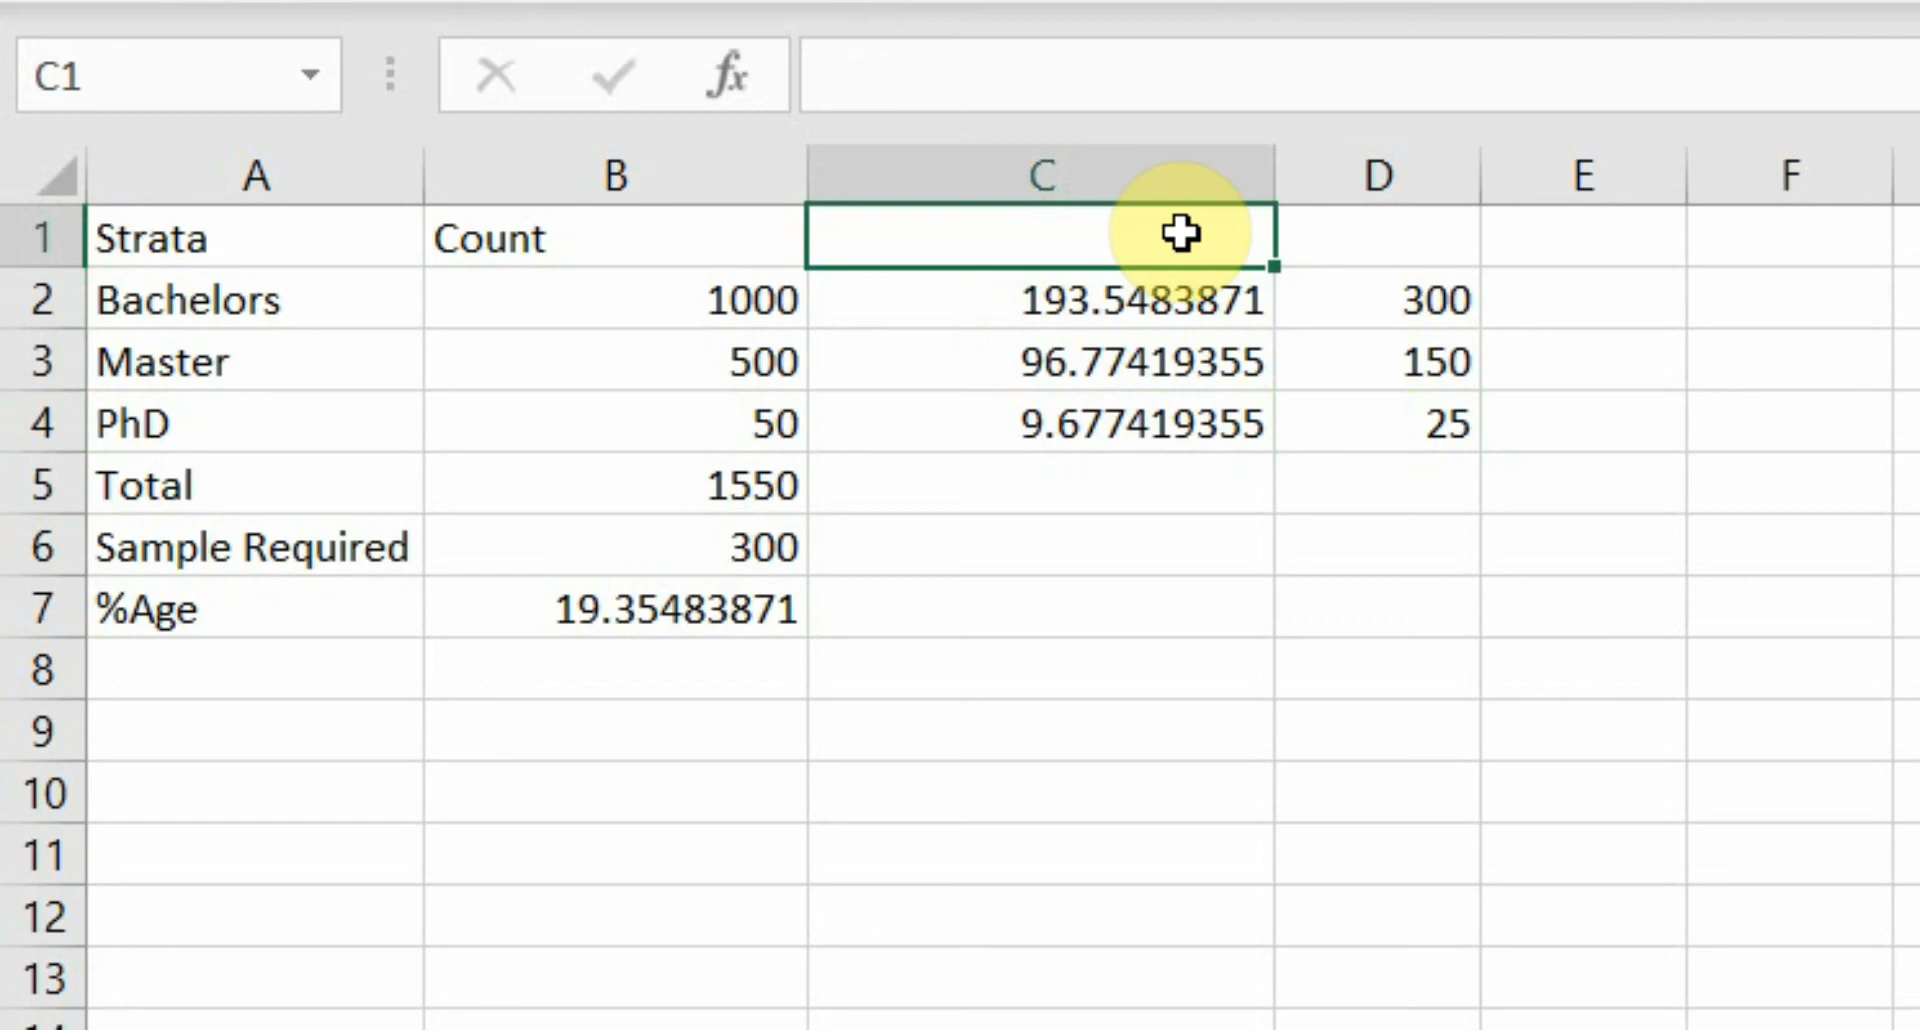 C1 fx
A B C D E F
1 Strata Count
2 Bachelors 1000 193.5483871 300
3 Master 500 96.77419355 150
4 PhD 50 9.677419355 25
5 Total 1550
6 Sample Required 300
7 %Age 19.35483871
8
9
10
11
12
13